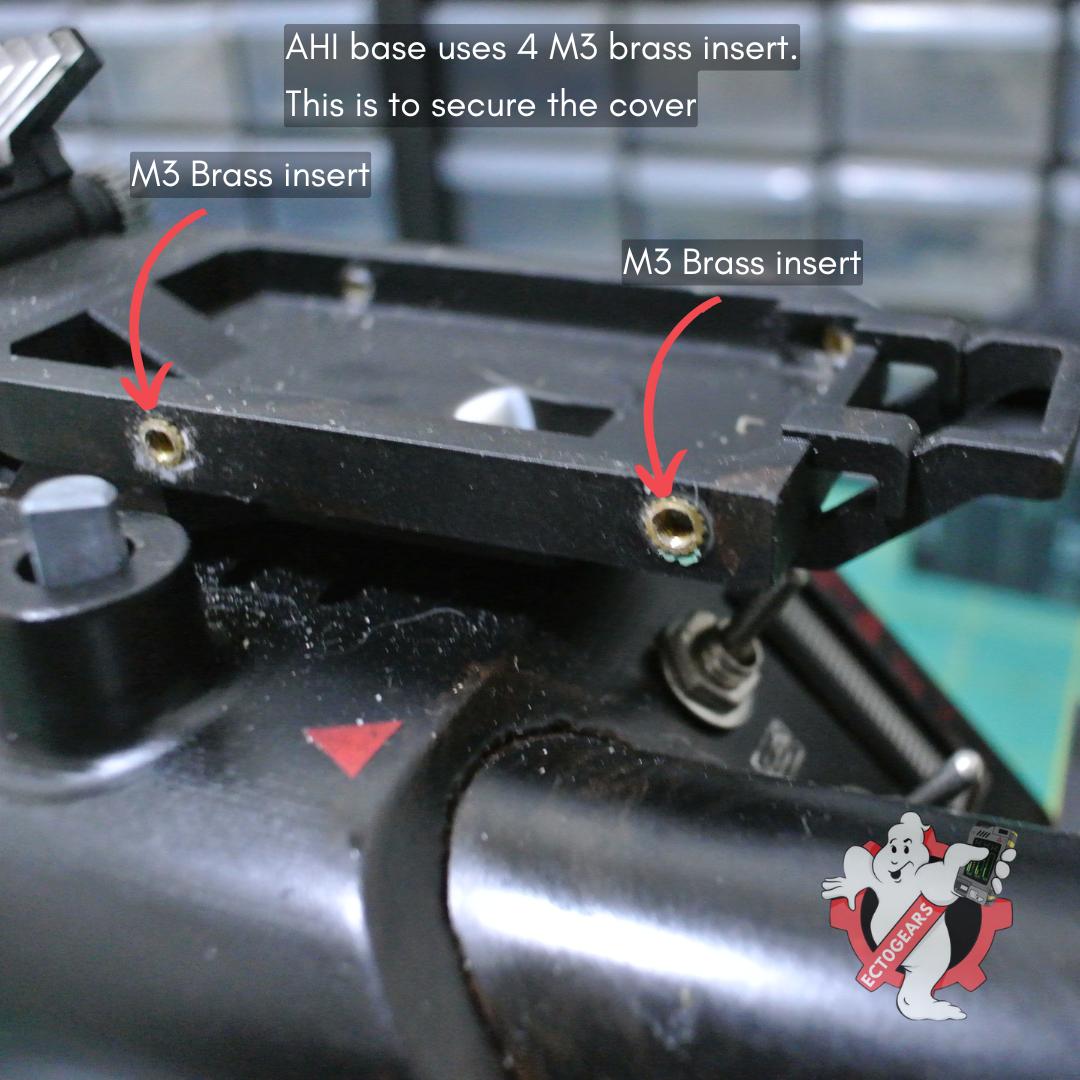 AHI base uses 4 M3 brass insert.
This is to secure the cover
M3 Brass insert
M3 Brass insert
ECTOGEARS